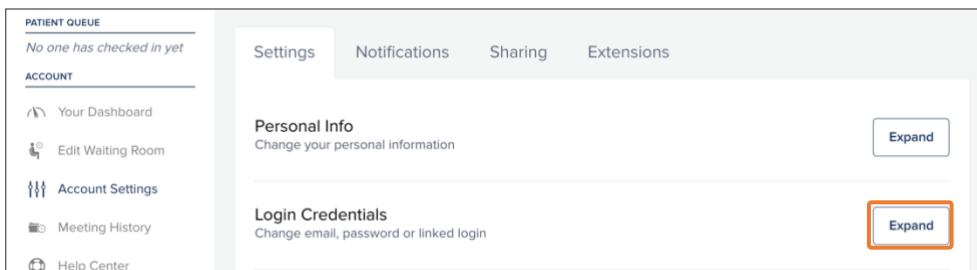 PATIENT QUEUE
No one has checked in yet
ACCOUNT
Your Dashboard
Edit Waiting Room
Account Settings
Meeting History
Help Center
Settings Notifications Sharing Extensions
Personal Info
Change your personal information
Expand
Login Credentials
Change email, password or linked login
Expand